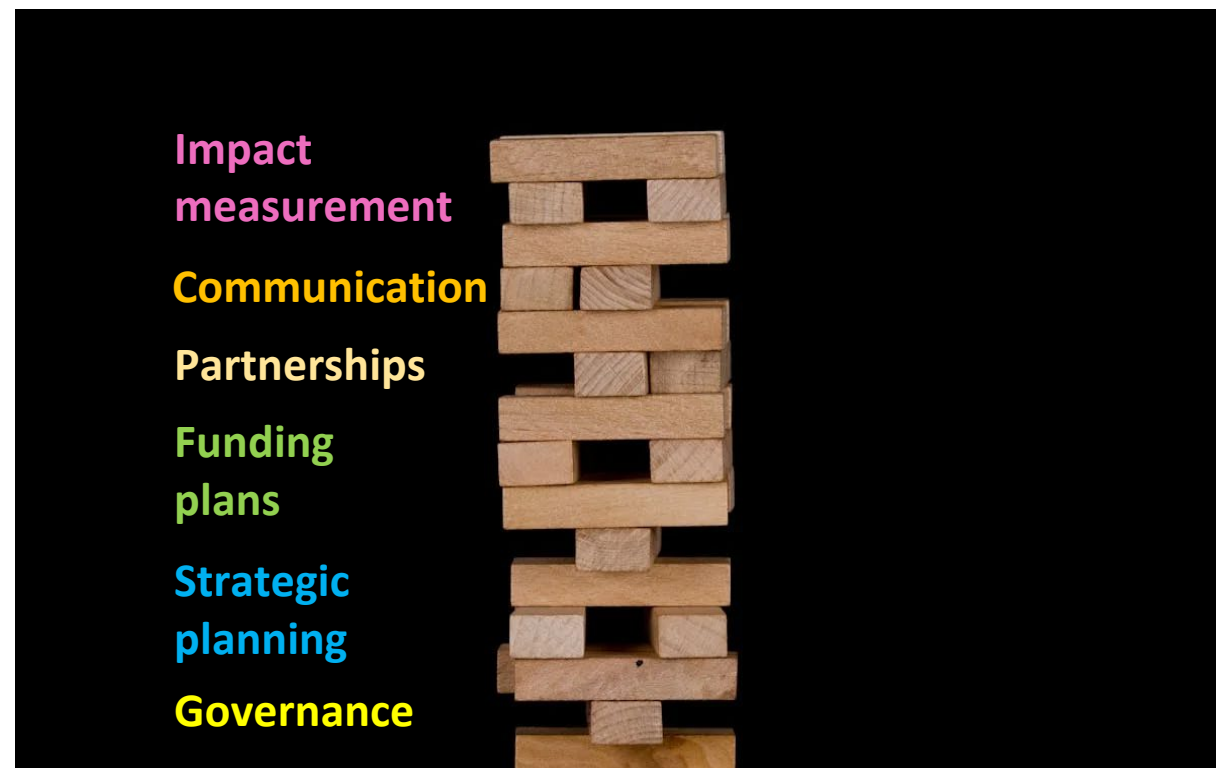 Impact
measurement
Communication
Partnerships
Funding
plans
Strategic
planning
Governance